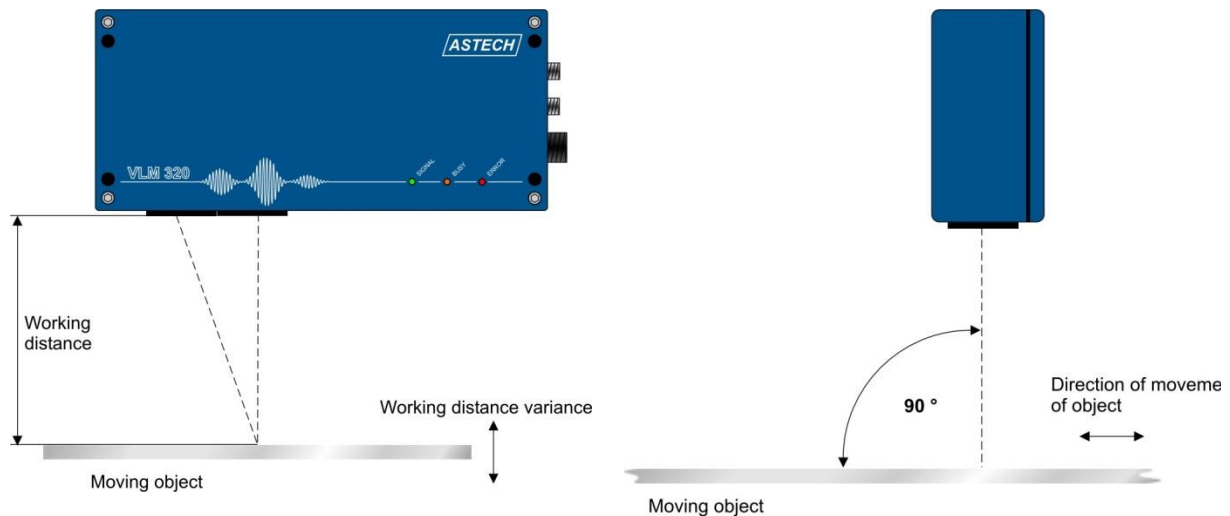 ASTECH
VLM 320
SIGNAL
BUSY
ERROR
Working
distance
Working distance variance
Moving object
90 °
Direction of moveme
of object
Moving object